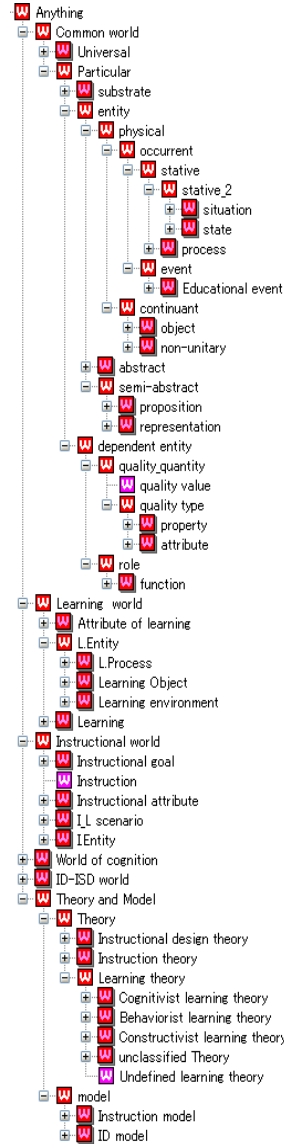 Anything
Common world
Universal
Particular
substrate
entity
physical
occurrent
stative
stative_2
situation
state
process
event
Educational event
continuant
object
non-unitary
abstract
semi-abstract
proposition
representation
dependent entity
quality_quantity
quality value
quality type
property
attribute
role
function
Learning world
Attribute of learning
L.Entity
L.Process
Learning Object
Learning environment
Learning
Instructional world
Instructional goal
Instruction
Instructional attribute
I_L scenario
I.Entity
World of cognition
ID-ISD world
Theory and Model
Theory
Instructional design theory
Instruction theory
Learning theory
Cognitivist learning theory
Behaviorist learning theory
Constructivist learning theory
unclassified Theory
Undefined learning theory
model
Instruction model
ID model